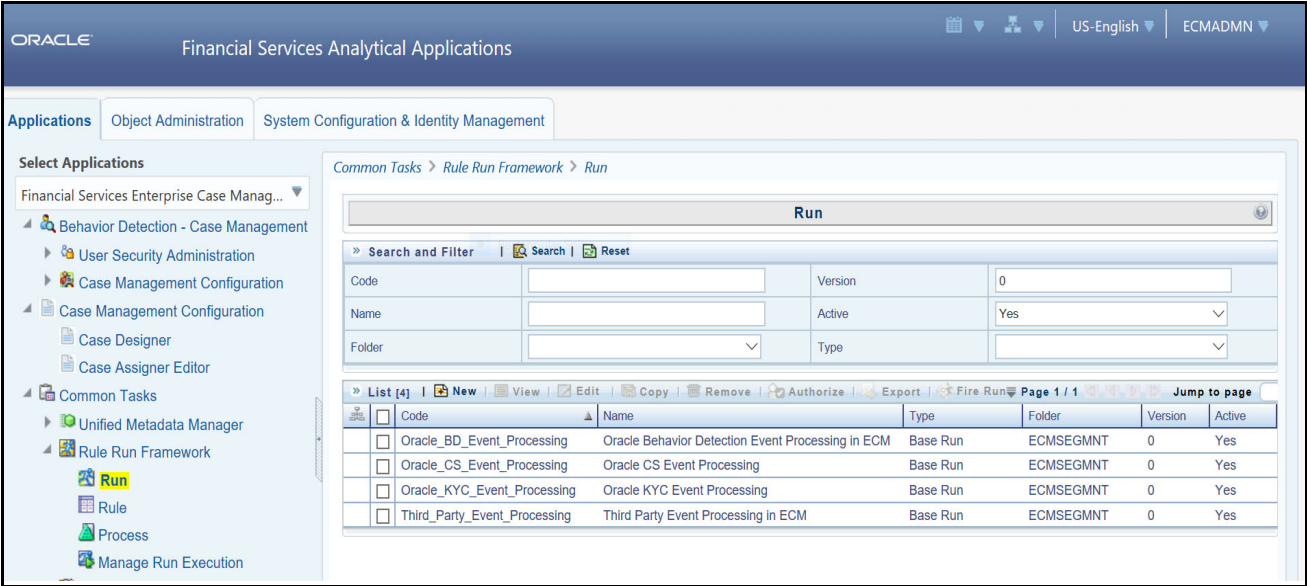 ORACLE
Financial Services Analytical Applications
US-English
ECMADMN
Applications
Object Administration
System Configuration & Identity Management
Select Applications
Financial Services Enterprise Case Manag...
Behavior Detection - Case Management
User Security Administration
Case Management Configuration
Case Management Configuration
Case Designer
Case Assigner Editor
Common Tasks
Unified Metadata Manager
Rule Run Framework
Run
Rule
Process
Manage Run Execution
Common Tasks > Rule Run Framework > Run
Run
» Search and Filter | Search | Reset
Code Version 0
Name Active Yes
Folder Type
» List [4] | New | View | Edit | Copy | Remove | Authorize | Export | Fire Run Page 1 / 1 Jump to page
Code Name Type Folder Version Active
Oracle_BD_Event_Processing Oracle Behavior Detection Event Processing in ECM Base Run ECMSEGMNT 0 Yes
Oracle_CS_Event_Processing Oracle CS Event Processing Base Run ECMSEGMNT 0 Yes
Oracle_KYC_Event_Processing Oracle KYC Event Processing Base Run ECMSEGMNT 0 Yes
Third_Party_Event_Processing Third Party Event Processing in ECM Base Run ECMSEGMNT 0 Yes